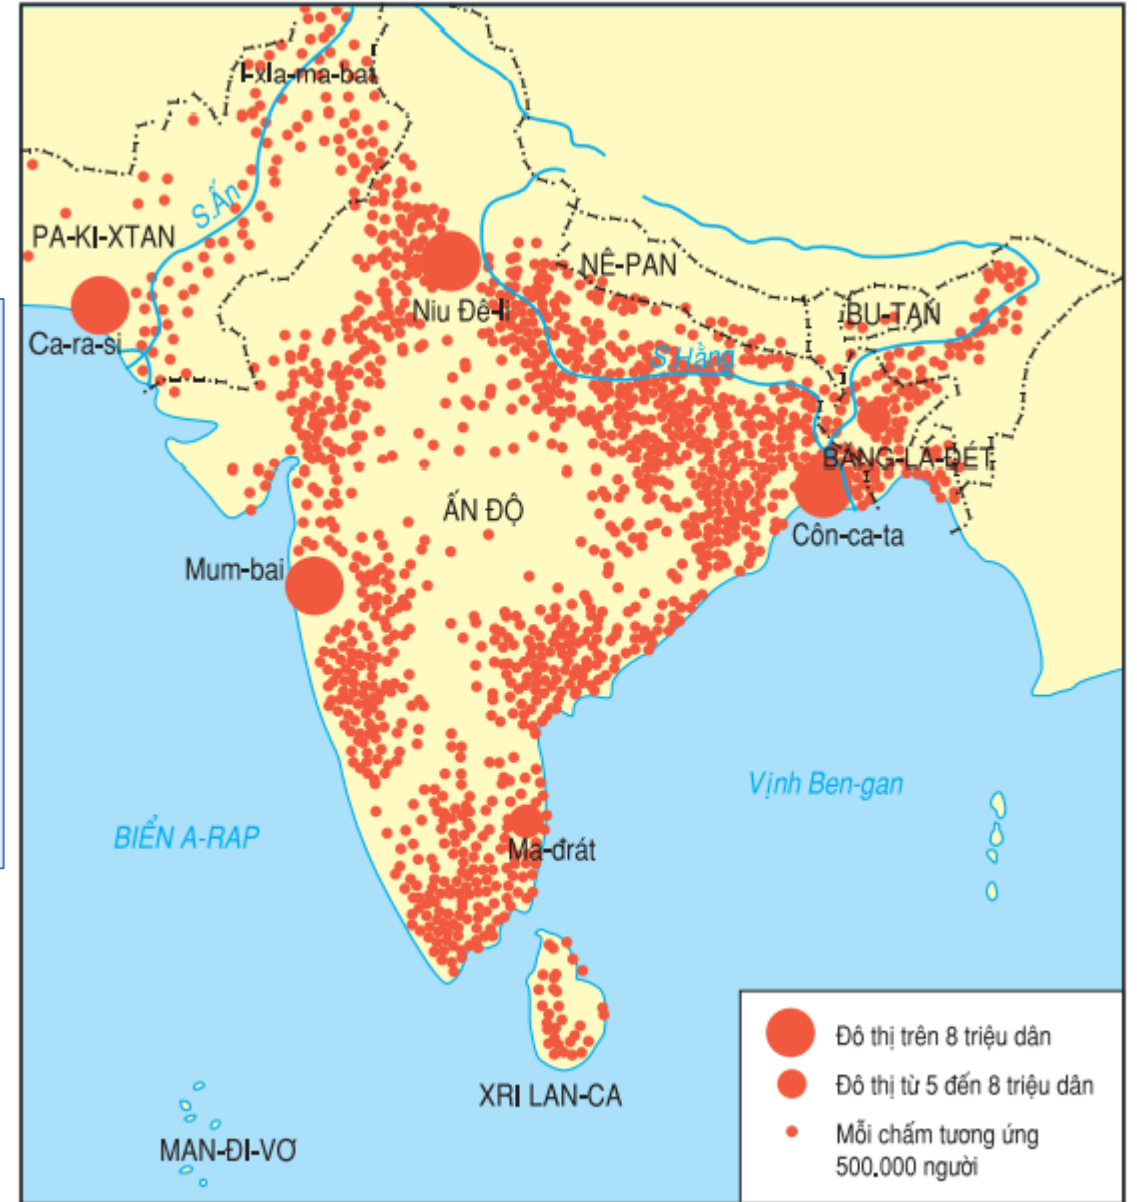 I-xla-ma-bat
S.Ấn
PA-KI-XTAN
NÊ-PAN
Niu Đê-li
BU-TAN
Ca-ra-si
S.Hằng
BĂNG-LA-ĐÉT
ẤN ĐỘ
Côn-ca-ta
Mum-bai
Vịnh Ben-gan
BIỂN A-RAP
Ma-đrát
XRI LAN-CA
MAN-ĐI-VƠ
Đô thị trên 8 triệu dân
Đô thị từ 5 đến 8 triệu dân
Mỗi chấm tương ứng
500.000 người